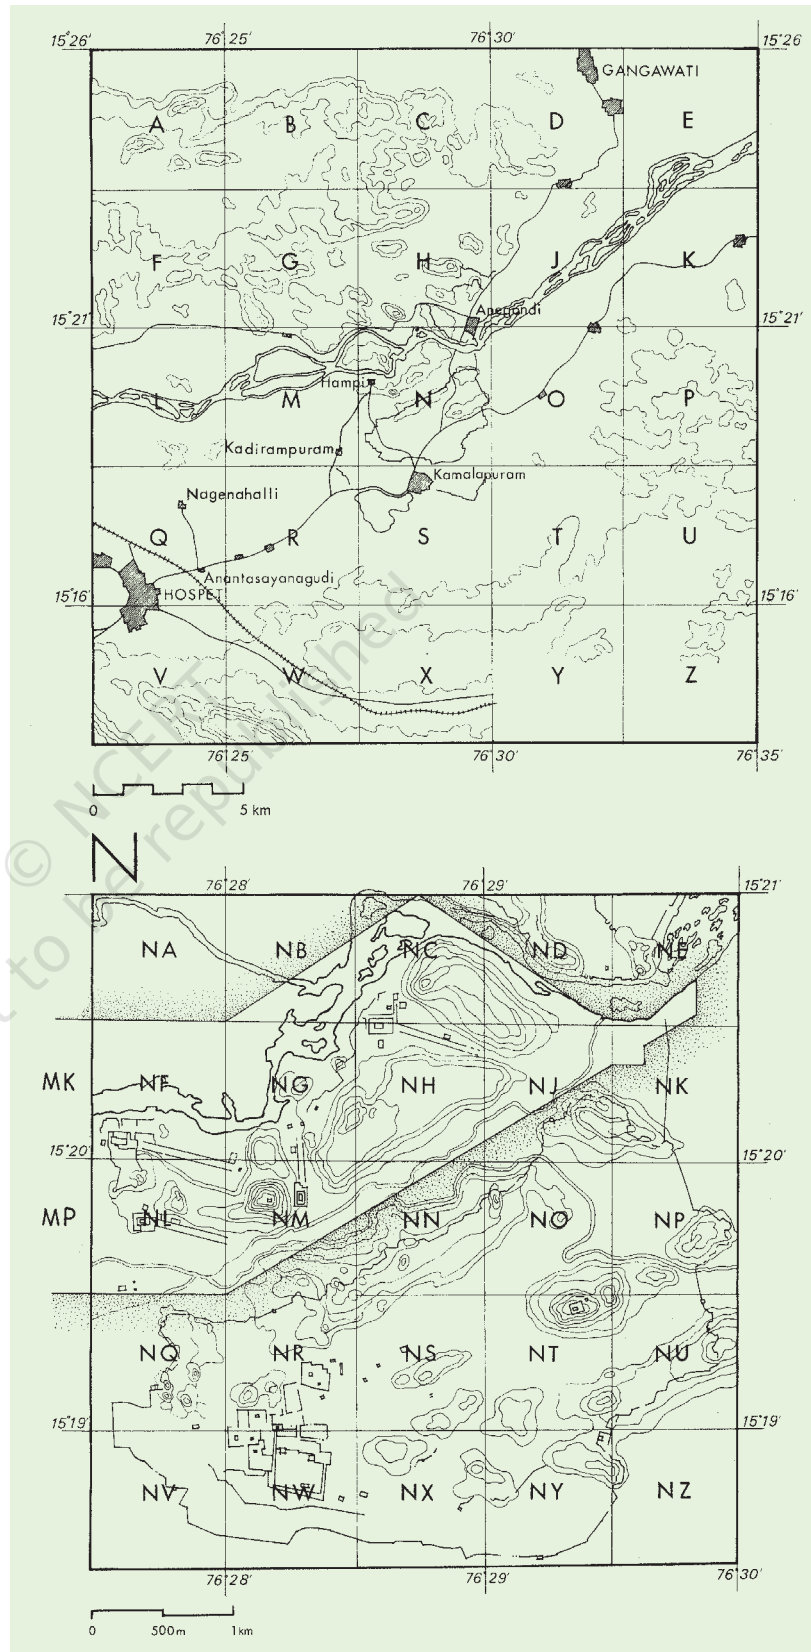 15°26' 76°25' 76°30' 15°26
GANGAWATI
A B C D E
F G H J K
15°21' Anegondi 15°21'
Hampi
L M N O P
Kadirampuram
Kamalapuram
Nagenahalli
Q R S T U
Anantasayanagudi
15°16' HOSPET 15°16'
V W X Y Z
76°25' 76°30' 76°35'
0 5 km
N
© NCERT
t to be republished
76°28' 76°29' 15°21'
NA NB NC ND NE
MK NF NG NH NJ NK
15°20' 15°20'
MP NL NM NN NO NP
NQ NR NS NT NU
15°19' 15°19'
NV NW NX NY NZ
76°28' 76°29' 76°30'
0 500m 1km